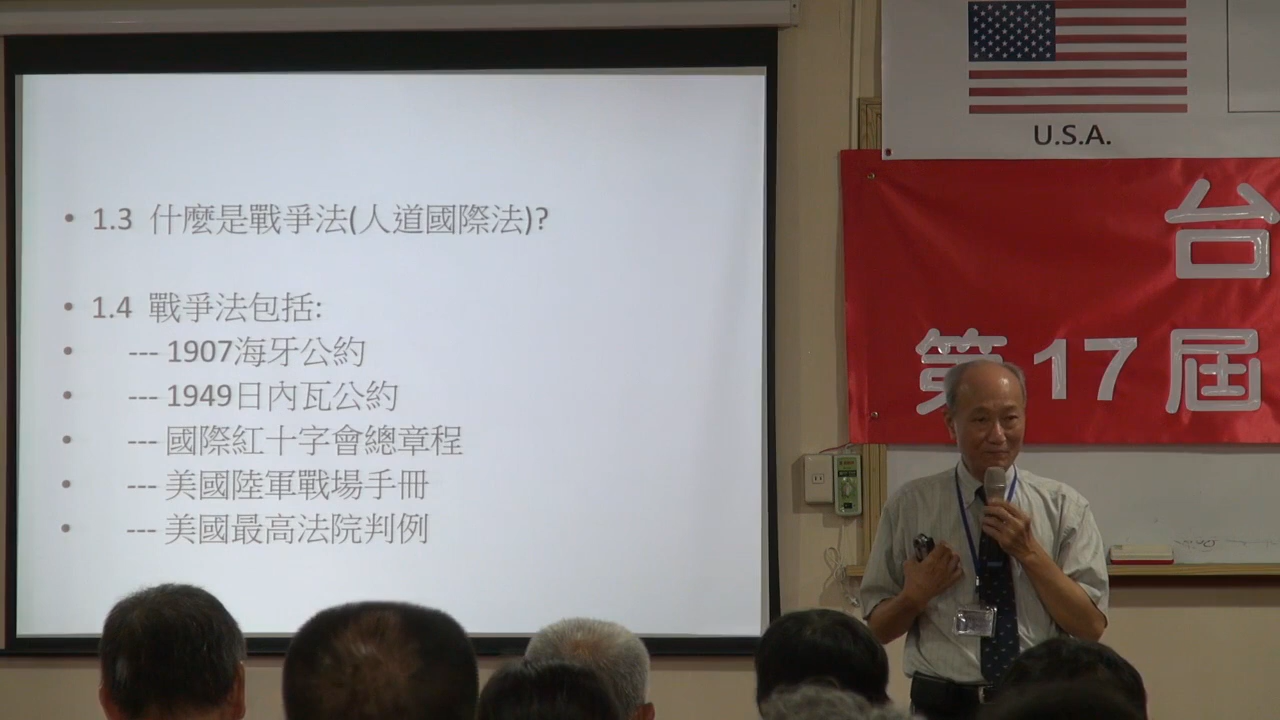 1.3 什麼是戰爭法(人道國際法)?
1.4 戰爭法包括:
--- 1907海牙公約
--- 1949日內瓦公約
--- 國際紅十字會總章程
--- 美國陸軍戰場手冊
--- 美國最高法院判例
U.S.A.
台
第17屆